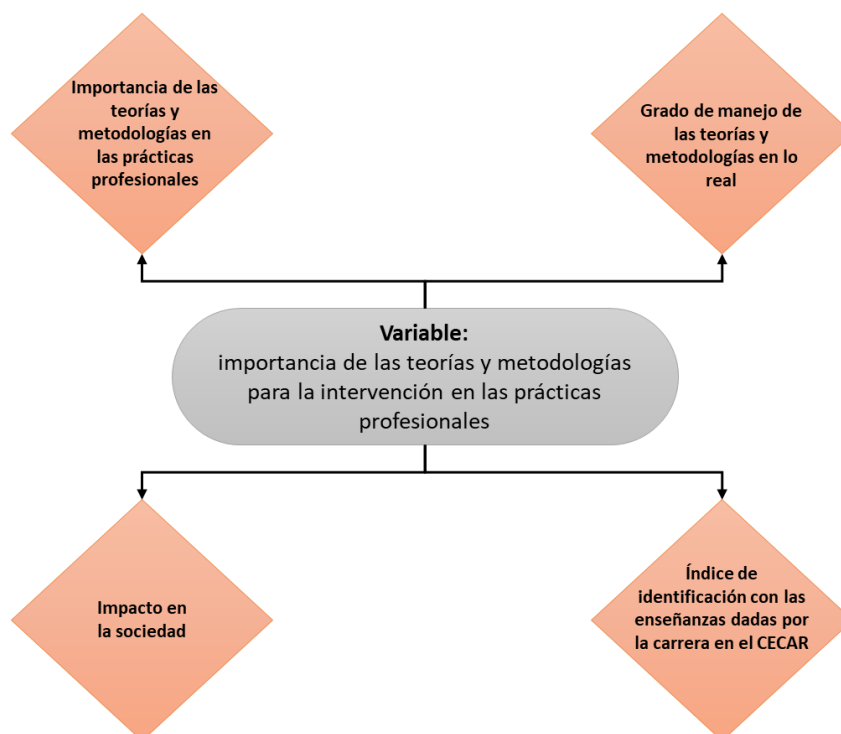 Importancia de las
teorías y
metodologías en
las prácticas
profesionales
Grado de manejo de
las teorías y
metodologías en lo
real
Variable:
importancia de las teorías y metodologías
para la intervención en las prácticas
profesionales
Impacto en
la sociedad
Índice de
identificación con las
enseñanzas dadas por
la carrera en el CECAR